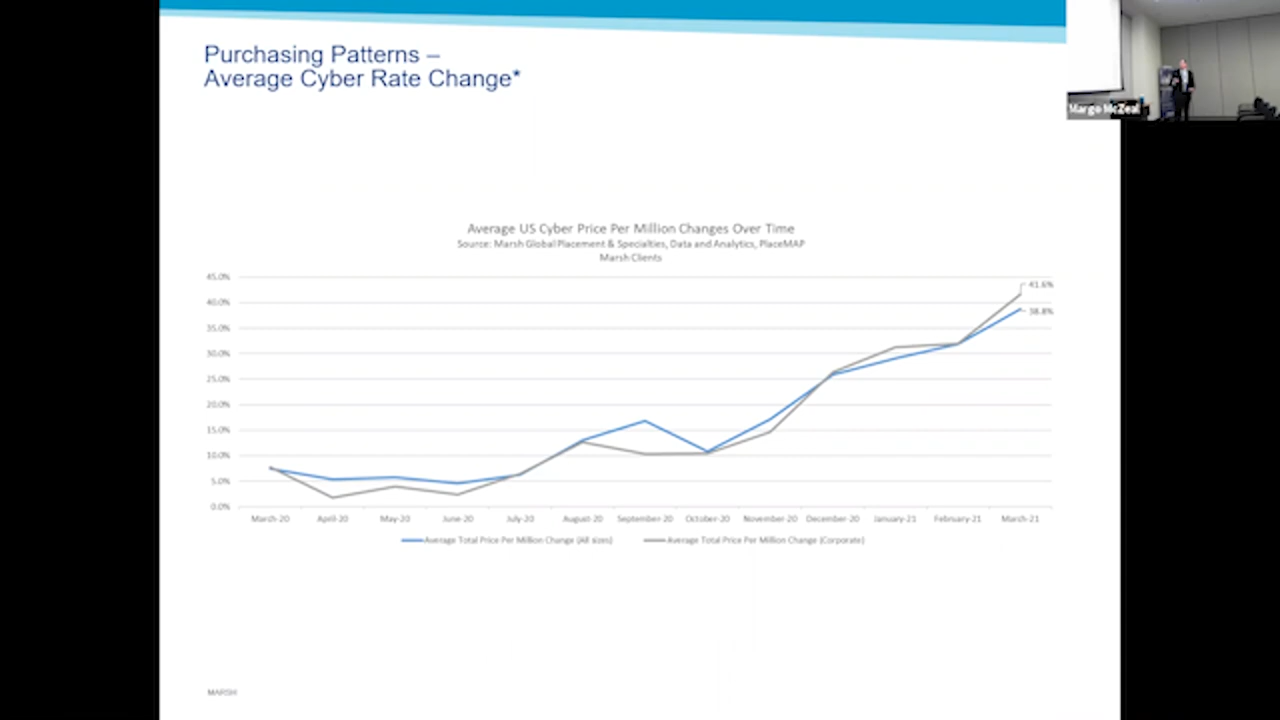 Purchasing Patterns –
Average Cyber Rate Change*
Margo McZeal
Average US Cyber Price Per Million Changes Over Time
Source: Marsh Global Placement & Specialties, Data and Analytics, PlaceMAP
Marsh Clients
45.0%
40.0%
35.0%
30.0%
25.0%
20.0%
15.0%
10.0%
5.0%
0.0%
41.6%
38.8%
March-20 April-20 May-20 June-20 July-20 August-20 September-20 October-20 November-20 December-20 January-21 February-21 March-21
Average Total Price Per Million Change (All sizes) Average Total Price Per Million Change (Corporate)
MARSH